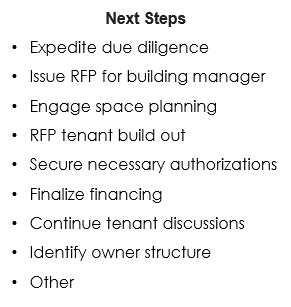 Next Steps
• Expedite due diligence
• Issue RFP for building manager
• Engage space planning
• RFP tenant build out
• Secure necessary authorizations
• Finalize financing
• Continue tenant discussions
• Identify owner structure
• Other